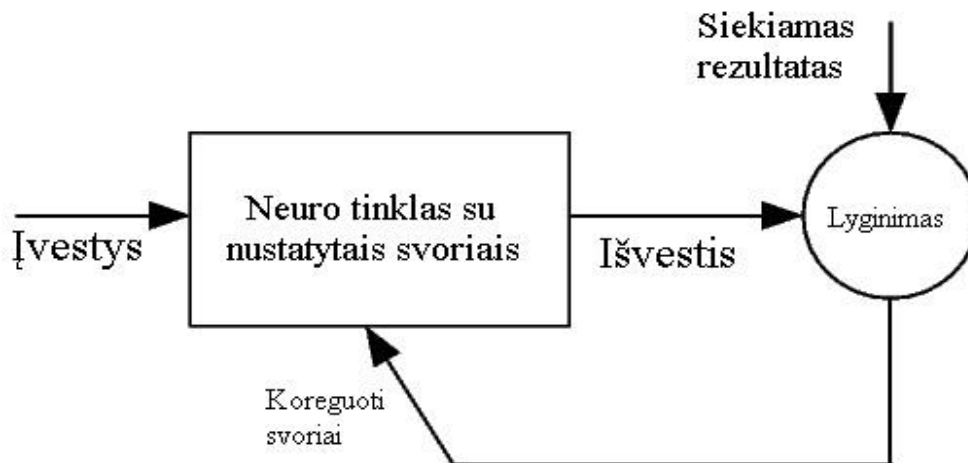 Siekiamas
rezultatas
Neuro tinklas su
nustatytais svoriais
Lyginimas
Įvestys
Išvestis
Koreguoti
svoriai